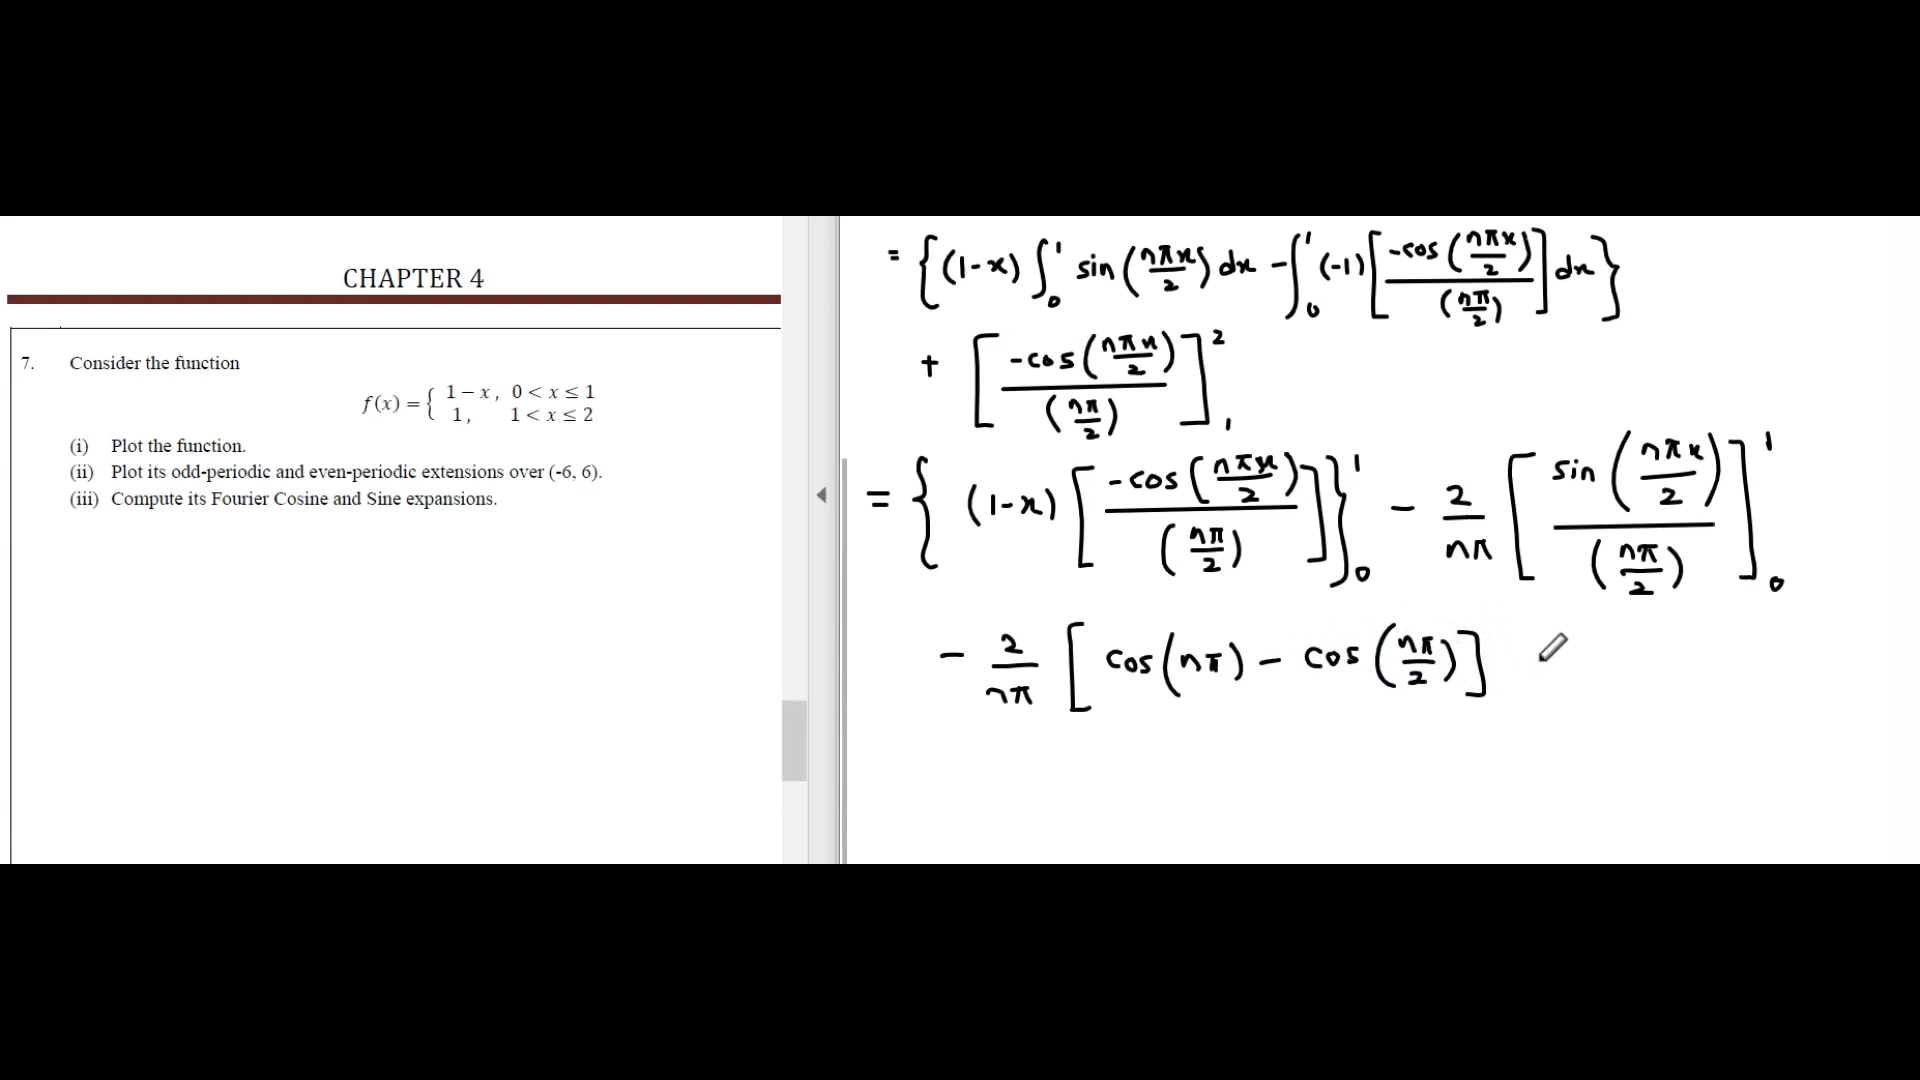 CHAPTER 4
7. Consider the function
f(x) = { 1 − x , 0 < x ≤ 1
1, 1 < x ≤ 2
(i) Plot the function.
(ii) Plot its odd-periodic and even-periodic extensions over (-6, 6).
(iii) Compute its Fourier Cosine and Sine expansions.
= {(1-x) ∫₀¹ sin(nπx/2) dx - ∫₀¹ (-1) [-cos(nπx/2) / (nπ/2)] dx}
+ [-cos(nπx/2) / (nπ/2)]₁²
= {(1-x) [-cos(nπx/2) / (nπ/2)]}₀¹ - 2/nπ [sin(nπx/2) / (nπ/2)]₀¹
- 2/nπ [cos(nπ) - cos(nπ/2)]